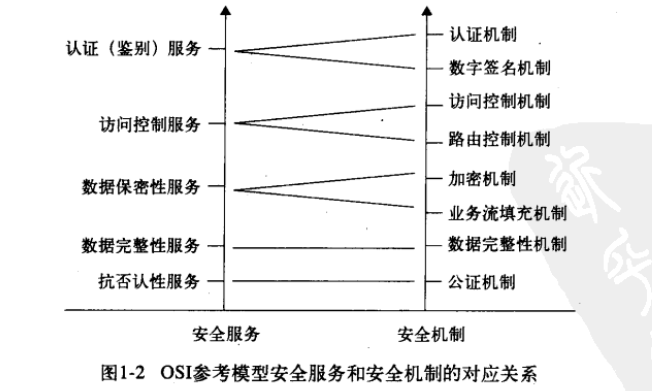 认证（鉴别）服务
认证机制
数字签名机制
访问控制服务
访问控制机制
路由控制机制
数据保密性服务
加密机制
业务流填充机制
数据完整性服务
数据完整性机制
抗否认性服务
公证机制
安全服务
安全机制
图1-2 OSI参考模型安全服务和安全机制的对应关系